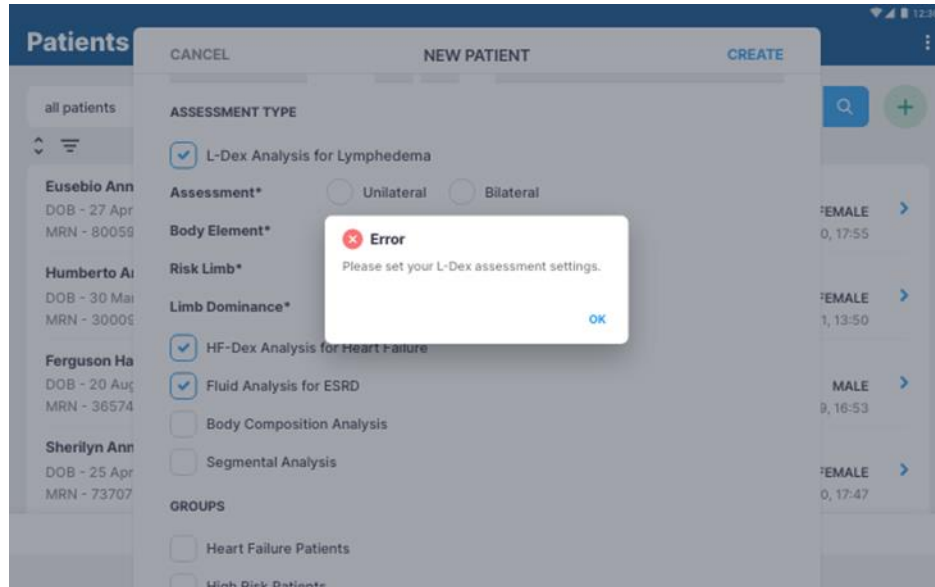 12:30
Patients
CANCEL NEW PATIENT CREATE
all patients
ASSESSMENT TYPE
L-Dex Analysis for Lymphedema
Assessment* Unilateral Bilateral
Body Element*
Risk Limb*
Limb Dominance*
HF-Dex Analysis for Heart Failure
Fluid Analysis for ESRD
Body Composition Analysis
Segmental Analysis
GROUPS
Heart Failure Patients
High Risk Patients
Error
Please set your L-Dex assessment settings.
OK
Eusebio Ann
DOB - 27 Apr
MRN - 80059
FEMALE
0, 17:55
Humberto
DOB - 30 Mar
MRN - 30009
FEMALE
1, 13:50
Ferguson Ha
DOB - 20 Aug
MRN - 36574
MALE
9, 16:53
Sherilyn Ann
DOB - 25 Apr
MRN - 73707
FEMALE
0, 17:47